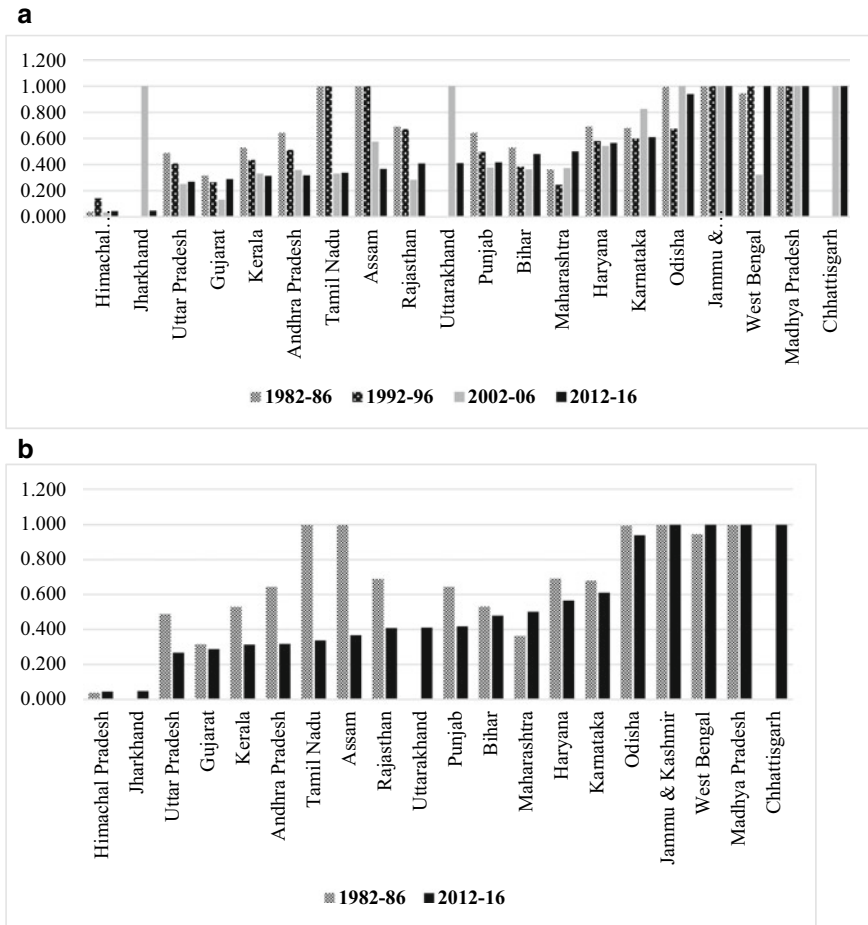 a
1.200
1.000
0.800
0.600
0.400
0.200
0.000
Himachal…
Jharkhand
Uttar Pradesh
Gujarat
Kerala
Andhra Pradesh
Tamil Nadu
Assam
Rajasthan
Uttarakhand
Punjab
Bihar
Maharashtra
Haryana
Karnataka
Odisha
Jammu &…
West Bengal
Madhya Pradesh
Chhattisgarh
1982-86 1992-96 2002-06 2012-16
b
1.200
1.000
0.800
0.600
0.400
0.200
0.000
Himachal Pradesh
Jharkhand
Uttar Pradesh
Gujarat
Kerala
Andhra Pradesh
Tamil Nadu
Assam
Rajasthan
Uttarakhand
Punjab
Bihar
Maharashtra
Haryana
Karnataka
Odisha
Jammu & Kashmir
West Bengal
Madhya Pradesh
Chhattisgarh
1982-86 2012-16